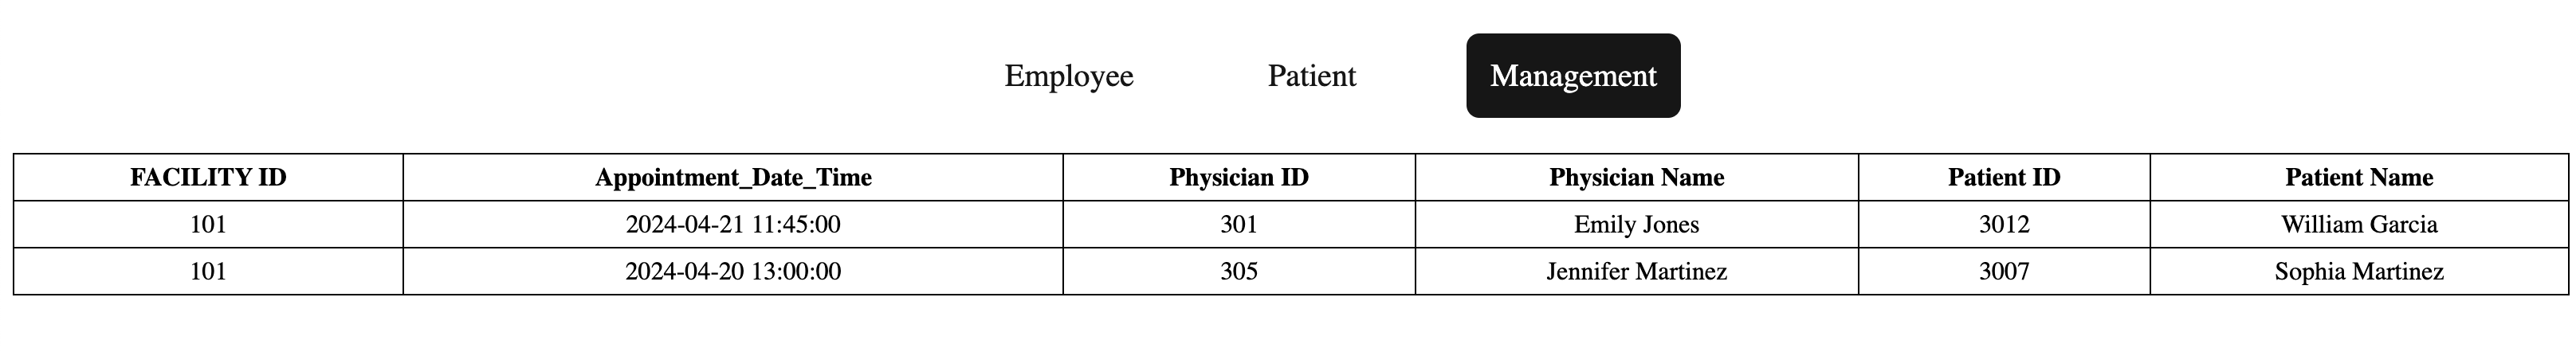 Employee Patient Management
FACILITY ID Appointment_Date_Time Physician ID Physician Name Patient ID Patient Name
101 2024-04-21 11:45:00 301 Emily Jones 3012 William Garcia
101 2024-04-20 13:00:00 305 Jennifer Martinez 3007 Sophia Martinez